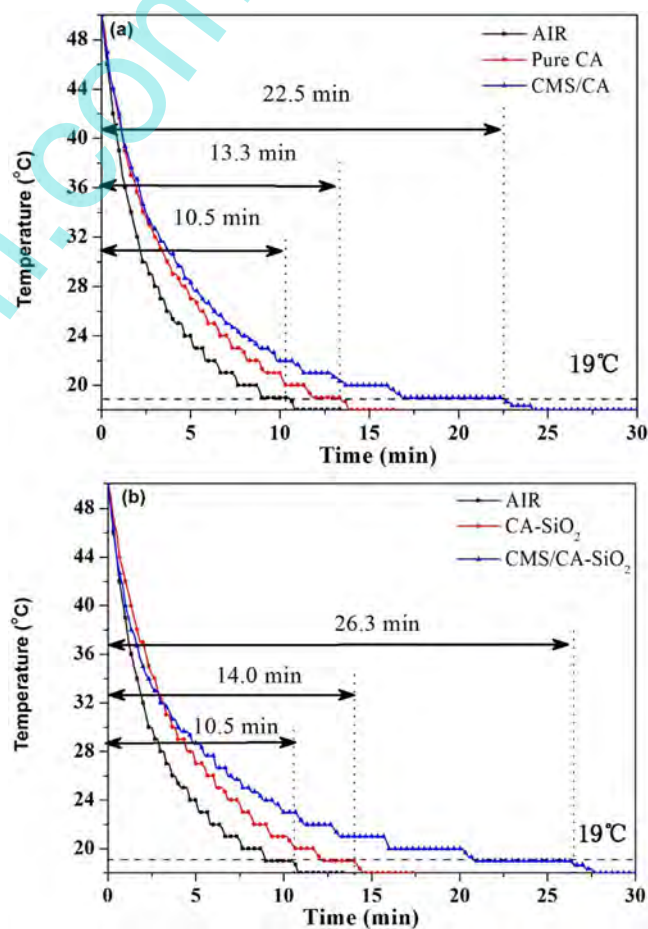 (a)
AIR
Pure CA
CMS/CA
22.5 min
13.3 min
10.5 min
19℃
48
44
40
36
32
28
24
20
Temperature (°C)
0
5
10
15
20
25
30
Time (min)
(b)
AIR
CA-SiO₂
CMS/CA-SiO₂
26.3 min
14.0 min
10.5 min
19℃
48
44
40
36
32
28
24
20
Temperature (°C)
0
5
10
15
20
25
30
Time (min)